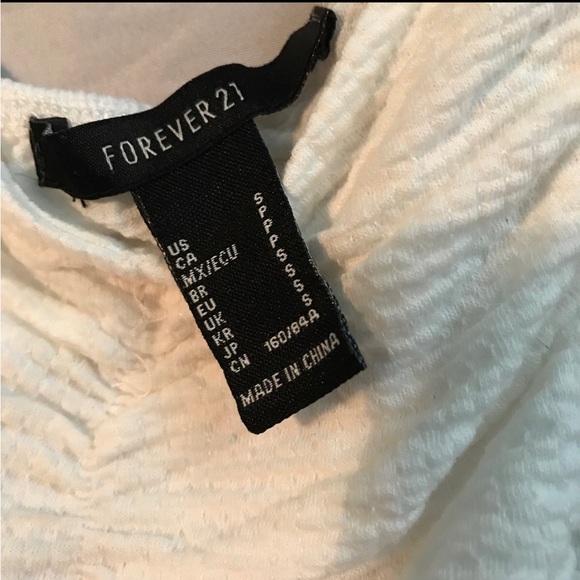 FOREVER 21
US S
CA P
MX/ECU P
BR P
EU S
UK S
KR S
JP S
CN 160/84A
MADE IN CHINA